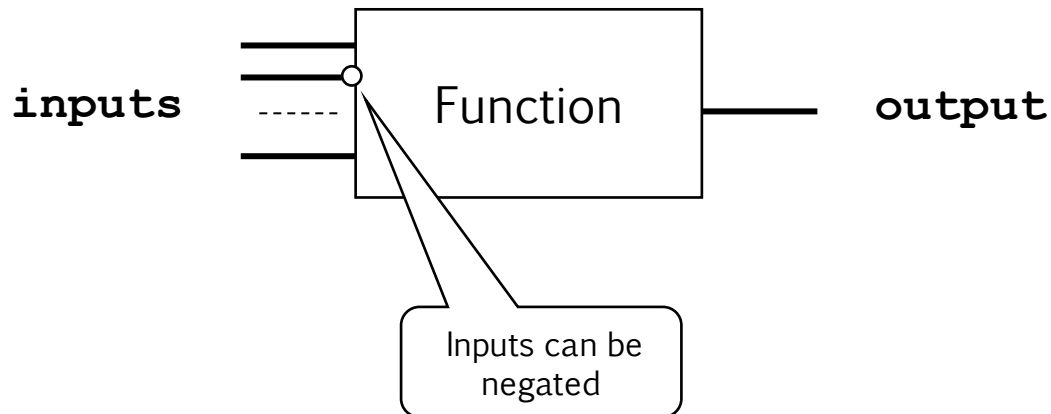 inputs
Function
output
Inputs can be
negated